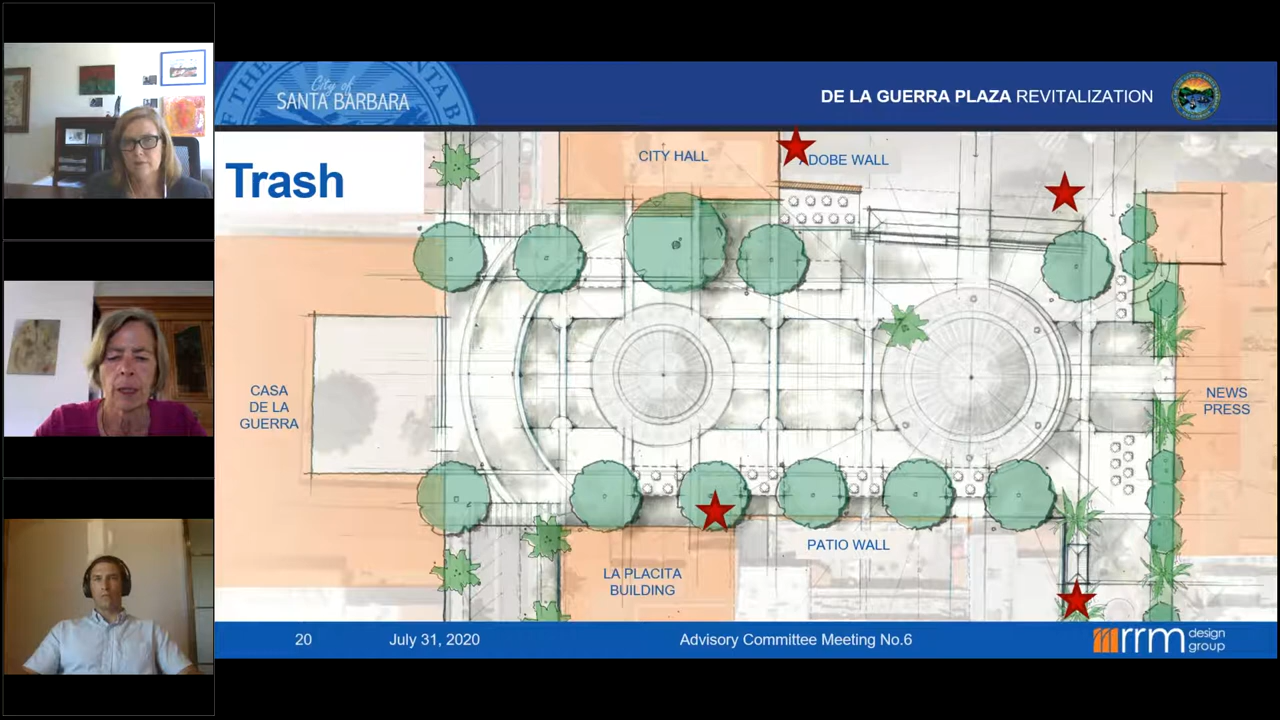 City of
SANTA BARBARA
DE LA GUERRA PLAZA REVITALIZATION
Trash
CITY HALL
DOBE WALL
CASA
DE LA
GUERRA
NEWS
PRESS
PATIO WALL
LA PLACITA
BUILDING
20
July 31, 2020
Advisory Committee Meeting No.6
rrm design
group